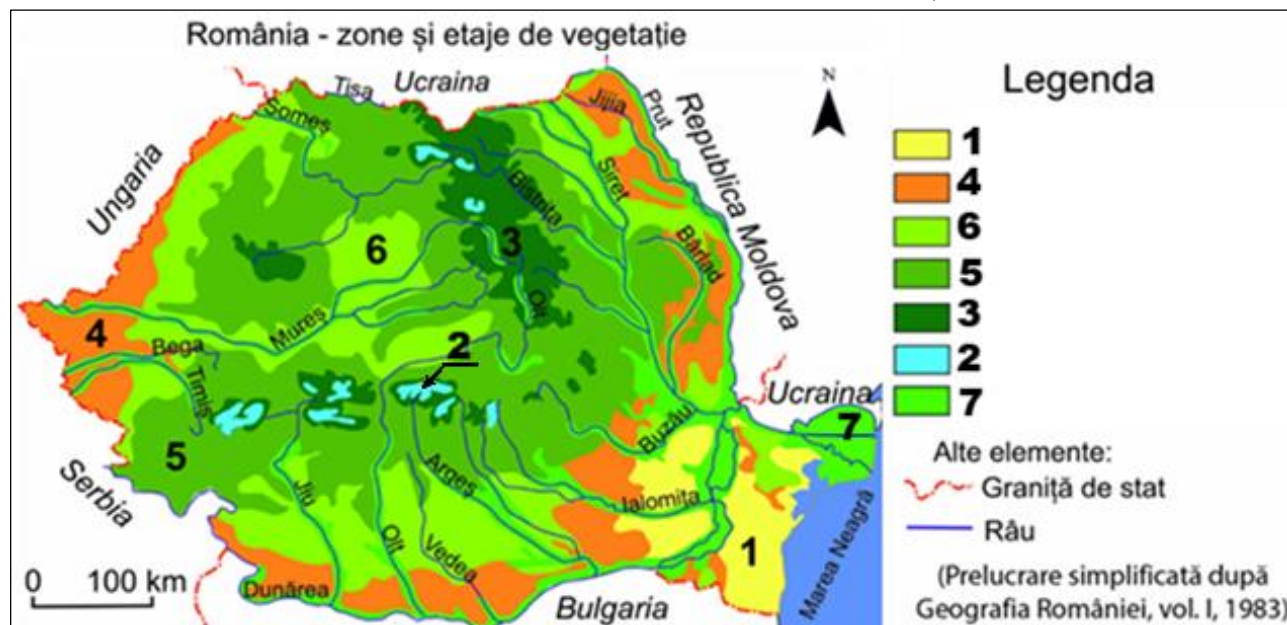 România - zone și etaje de vegetație
Ucraina
Tisa
Someș
Ungaria
Jijia
Prut
Siret
Republica Moldova
Bistrița
Bârlad
N
6
3
Olt
Mureș
4
Bega
Timiș
2
5
Serbia
Jiu
Olt
Argeș
Vedea
Buzău
Ialomița
Ucraina
7
1
Marea Neagră
Dunărea
Bulgaria
0 100 km
Legenda
1
4
6
5
3
2
7
Alte elemente:
Graniță de stat
Râu
(Prelucrare simplificată după
Geografia României, vol. I, 1983)